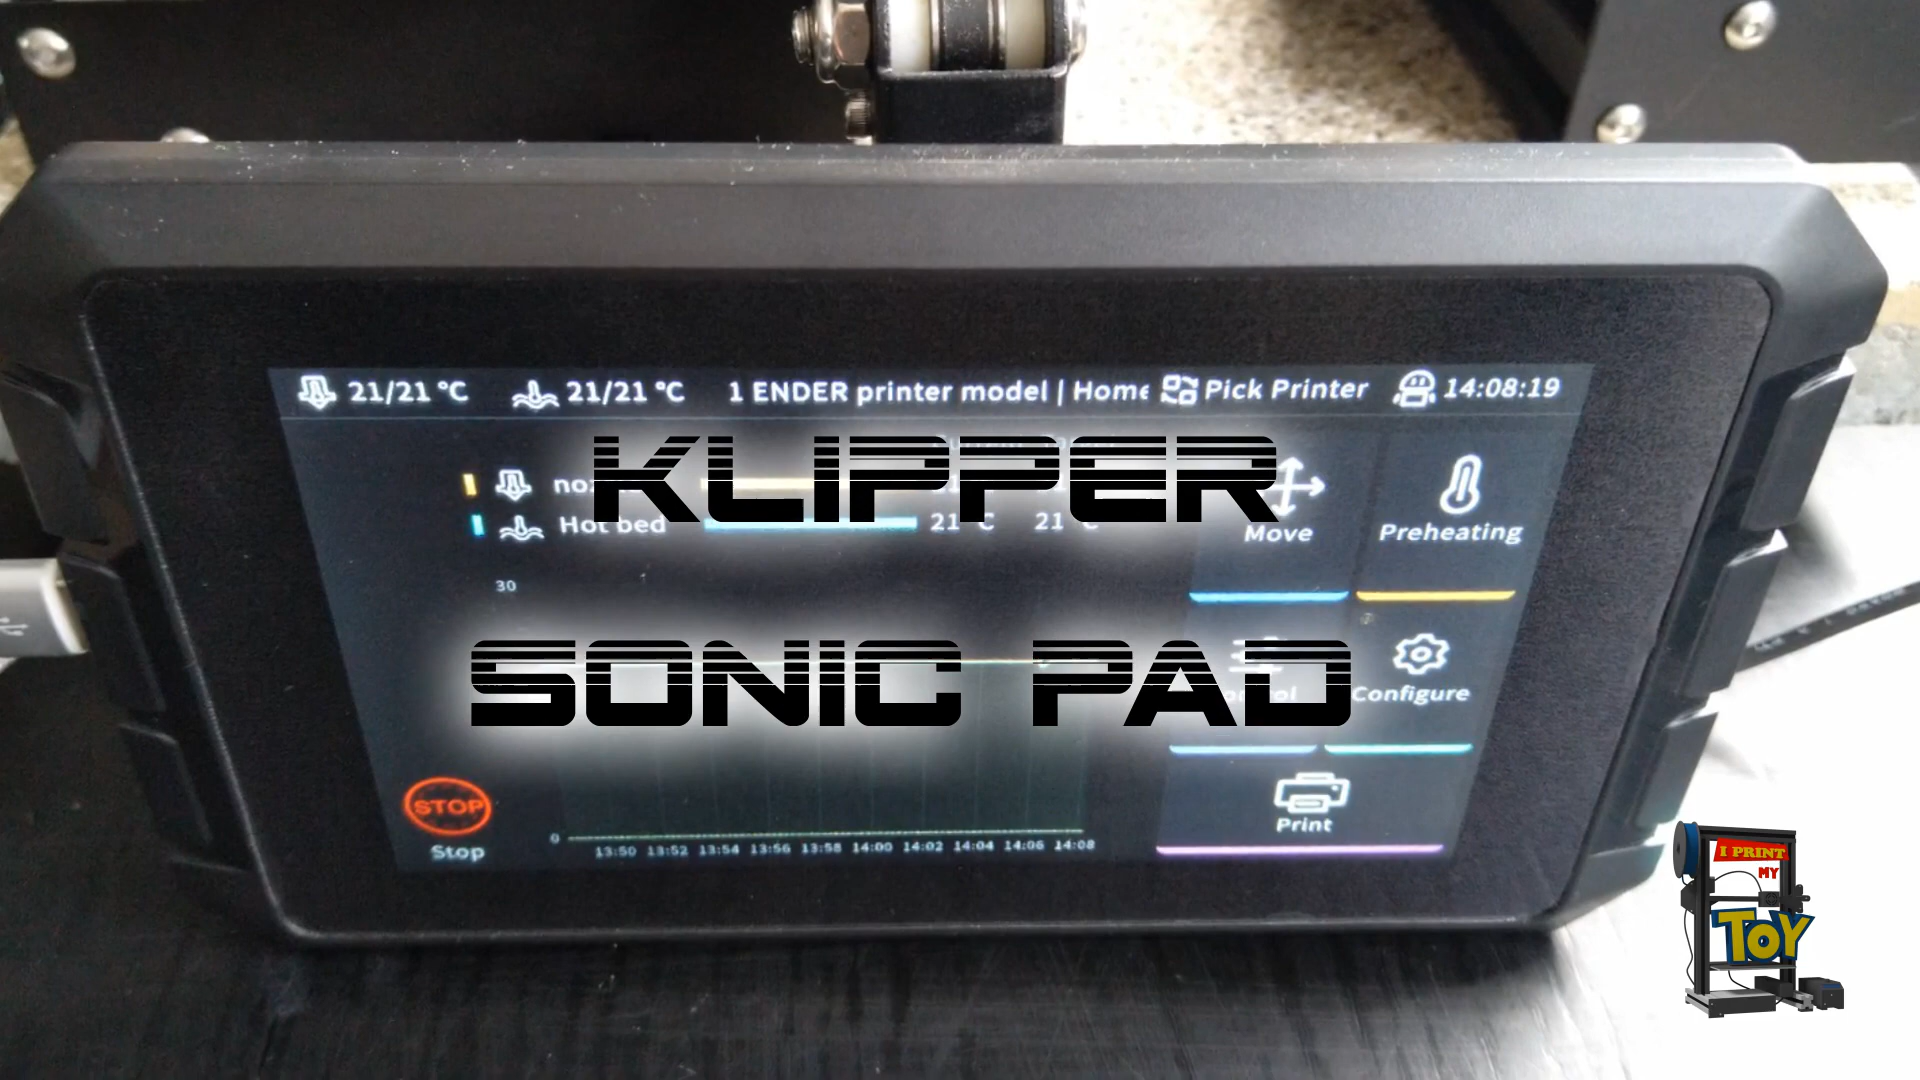 21/21 °C 21/21 °C 1 ENDER printer model | Home Pick Printer 14:08:19
KLIPPER
Hot bed 21 °C 21 °C
Move
Preheating
30
SONIC PAD
Configure
STOP
Stop
Print
0
13:50 13:52 13:54 13:56 13:58 14:00 14:02 14:04 14:06 14:08
I PRINT
MY
TOY